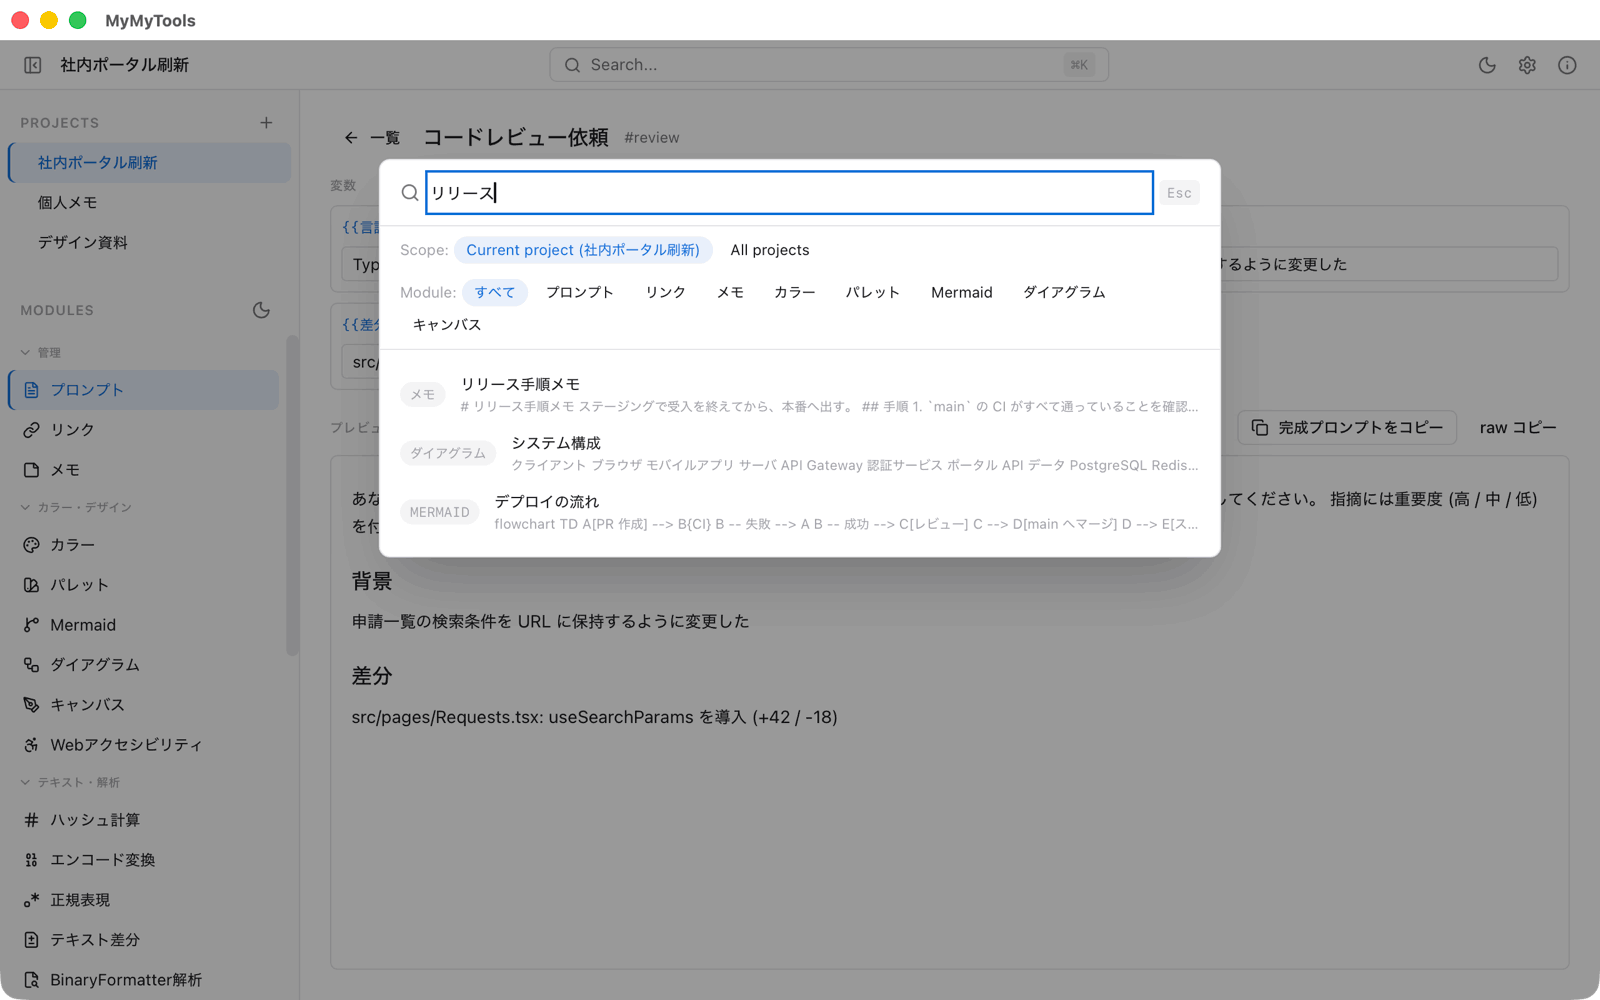 MyMyTools
社内ポータル刷新
Search...
⌘K
PROJECTS
社内ポータル刷新
個人メモ
デザイン資料
MODULES
管理
プロンプト
リンク
メモ
カラー・デザイン
カラー
パレット
Mermaid
ダイアグラム
キャンバス
Webアクセシビリティ
テキスト・解析
ハッシュ計算
エンコード変換
正規表現
テキスト差分
BinaryFormatter解析
一覧
コードレビュー依頼
#review
変数
リリース
Esc
Scope: Current project (社内ポータル刷新) All projects
Module: すべて プロンプト リンク メモ カラー パレット Mermaid ダイアグラム
キャンバス
メモ
リリース手順メモ
# リリース手順メモ ステージングで受入を終えてから、本番へ出す。 ## 手順 1. `main` の CI がすべて通っていることを確認...
ダイアグラム
システム構成
クライアント ブラウザ モバイルアプリ サーバ API Gateway 認証サービス ポータル API データ PostgreSQL Redis...
MERMAID
デプロイの流れ
flowchart TD A[PR 作成] --> B{CI} B -- 失敗 --> A B -- 成功 --> C[レビュー] C --> D[main へマージ] D --> E[ス...
{{言
Typ
するように変更した
{{差
src/
プレビュ
完成プロンプトをコピー
raw コピー
あな
してください。 指摘には重要度 (高 / 中 / 低)
を付
背景
申請一覧の検索条件を URL に保持するように変更した
差分
src/pages/Requests.tsx: useSearchParams を導入 (+42 / -18)